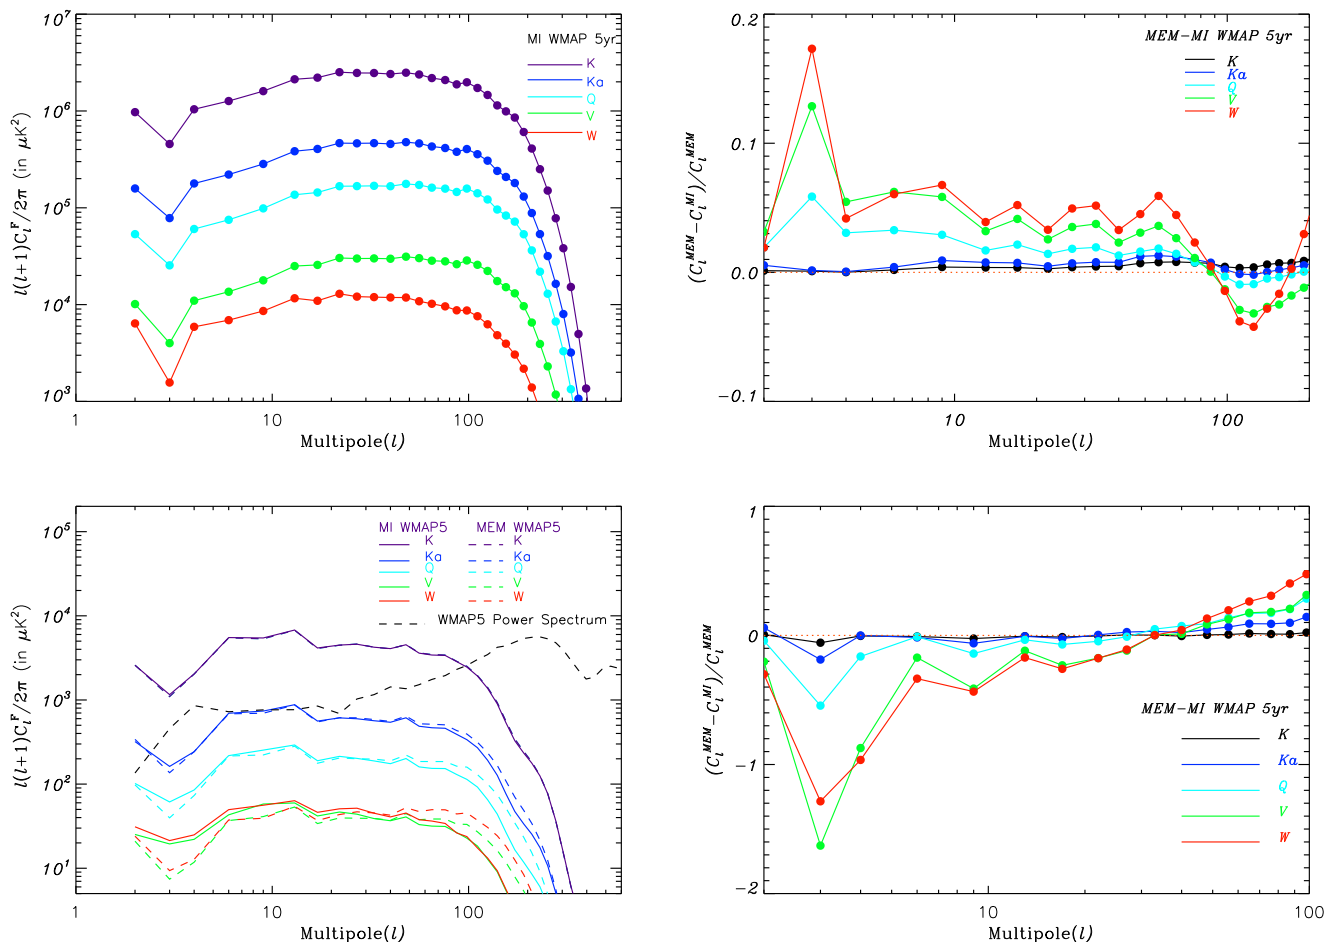 MI WMAP 5yr
K
Ka
Q
V
W
10^7
10^6
10^5
10^4
10^3
l(l+1)C_l^F/2π (in μK^2)
1
10
100
Multipole(l)
MEM-MI WMAP 5yr
K
Ka
Q
V
W
0.2
0.1
0.0
-0.1
(C_l^MEM-C_l^MI)/C_l^MEM
10
100
Multipole(l)
MI WMAP5 MEM WMAP5
K K
Ka Ka
Q Q
V V
W W
WMAP5 Power Spectrum
10^5
10^4
10^3
10^2
10^1
l(l+1)C_l^F/2π (in μK^2)
1
10
100
Multipole(l)
1
0
-1
-2
(C_l^MEM-C_l^MI)/C_l^MEM
MEM-MI WMAP 5yr
K
Ka
Q
V
W
10
100
Multipole(l)